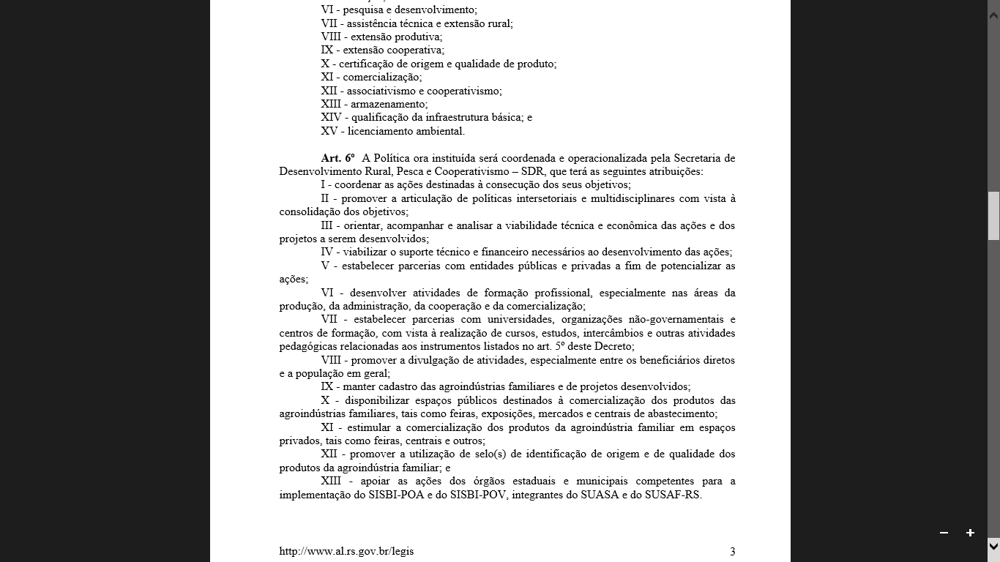 VI - pesquisa e desenvolvimento;
VII - assistência técnica e extensão rural;
VIII - extensão produtiva;
IX - extensão cooperativa;
X - certificação de origem e qualidade de produto;
XI - comercialização;
XII - associativismo e cooperativismo;
XIII - armazenamento;
XIV - qualificação da infraestrutura básica; e
XV - licenciamento ambiental.
Art. 6º A Política ora instituída será coordenada e operacionalizada pela Secretaria de
Desenvolvimento Rural, Pesca e Cooperativismo – SDR, que terá as seguintes atribuições:
I - coordenar as ações destinadas à consecução dos seus objetivos;
II - promover a articulação de políticas intersetoriais e multidisciplinares com vista à
consolidação dos objetivos;
III - orientar, acompanhar e analisar a viabilidade técnica e econômica das ações e dos
projetos a serem desenvolvidos;
IV - viabilizar o suporte técnico e financeiro necessários ao desenvolvimento das ações;
V - estabelecer parcerias com entidades públicas e privadas a fim de potencializar as
ações;
VI - desenvolver atividades de formação profissional, especialmente nas áreas da
produção, da administração, da cooperação e da comercialização;
VII - estabelecer parcerias com universidades, organizações não-governamentais e
centros de formação, com vista à realização de cursos, estudos, intercâmbios e outras atividades
pedagógicas relacionadas aos instrumentos listados no art. 5º deste Decreto;
VIII - promover a divulgação de atividades, especialmente entre os beneficiários diretos
e a população em geral;
IX - manter cadastro das agroindústrias familiares e de projetos desenvolvidos;
X - disponibilizar espaços públicos destinados à comercialização dos produtos das
agroindústrias familiares, tais como feiras, exposições, mercados e centrais de abastecimento;
XI - estimular a comercialização dos produtos da agroindústria familiar em espaços
privados, tais como feiras, centrais e outros;
XII - promover a utilização de selo(s) de identificação de origem e de qualidade dos
produtos da agroindústria familiar; e
XIII - apoiar as ações dos órgãos estaduais e municipais competentes para a
implementação do SISBI-POA e do SISBI-POV, integrantes do SUASA e do SUSAF-RS.
http://www.al.rs.gov.br/legis 3